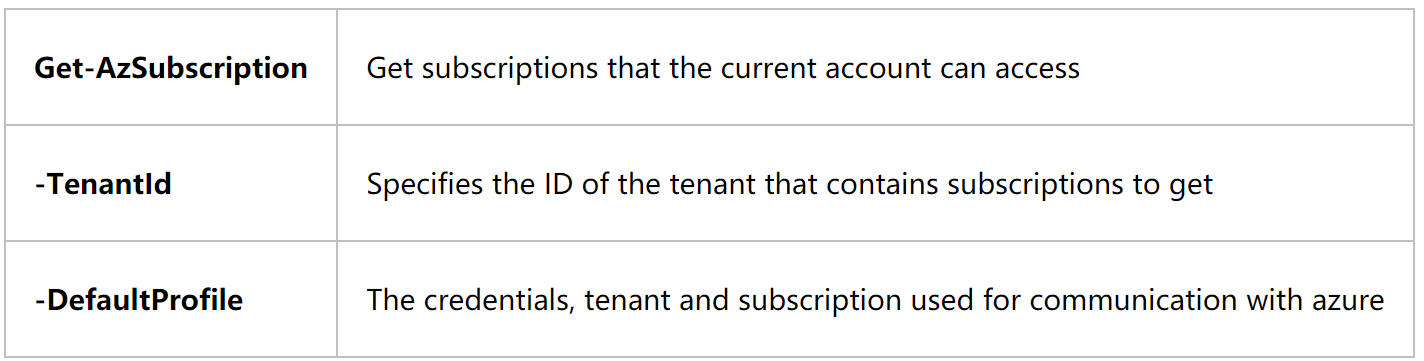 Get-AzSubscription Get subscriptions that the current account can access
-TenantId Specifies the ID of the tenant that contains subscriptions to get
-DefaultProfile The credentials, tenant and subscription used for communication with azure